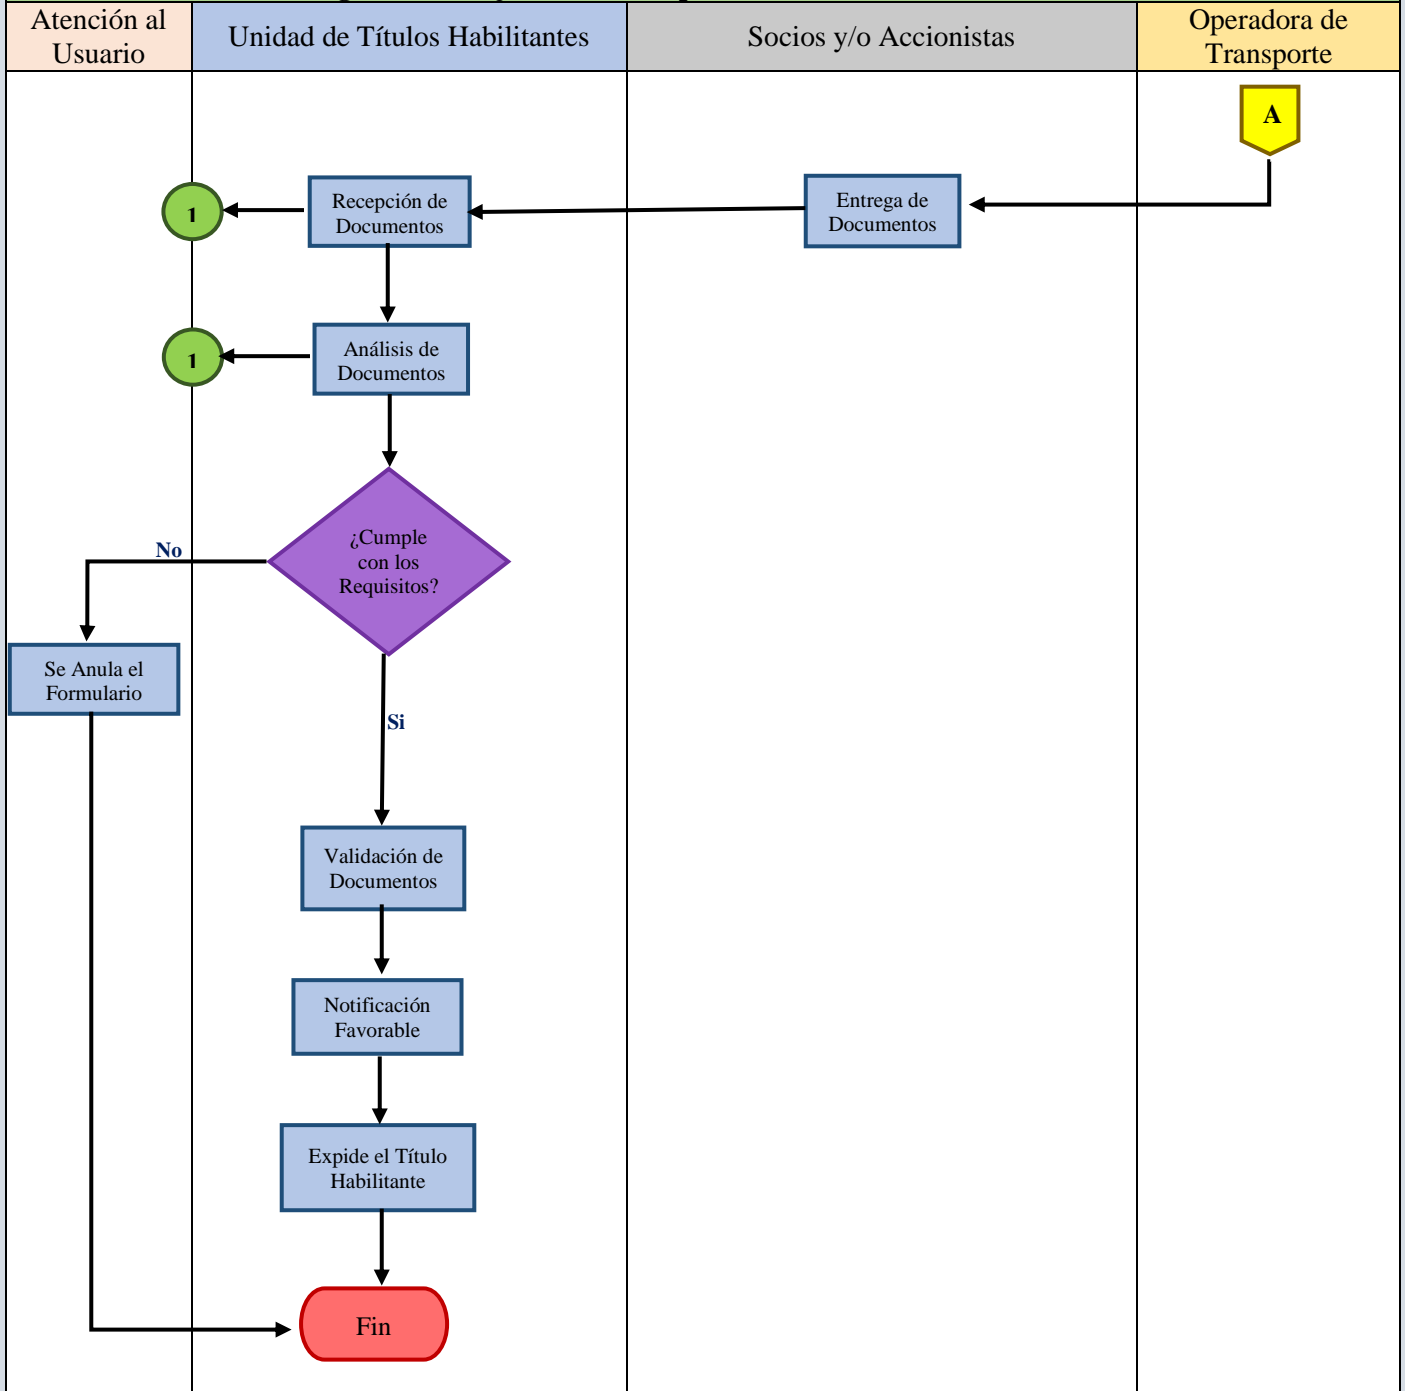 Atención al
Usuario
Unidad de Títulos Habilitantes
Socios y/o Accionistas
Operadora de
Transporte
A
1
Recepción de
Documentos
Entrega de
Documentos
1
Análisis de
Documentos
¿Cumple
con los
Requisitos?
No
Se Anula el
Formulario
Si
Validación de
Documentos
Notificación
Favorable
Expide el Título
Habilitante
Fin